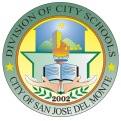 DIVISION OF CITY SCHOOLS
2002
CITY OF SAN JOSE DEL MONTE